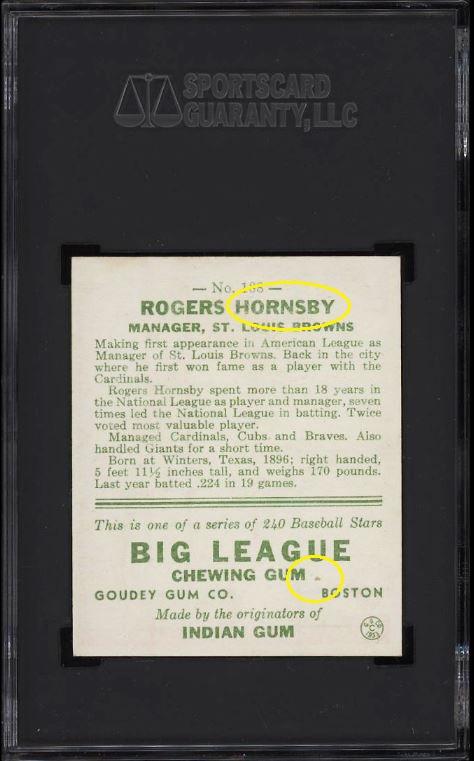 SPORTSCARD
GUARANTY, LLC
— No. 188 —
ROGERS HORNSBY
MANAGER, ST. LOUIS BROWNS
Making first appearance in American League as
Manager of St. Louis Browns. Back in the city
where he first won fame as a player with the
Cardinals.
Rogers Hornsby spent more than 18 years in
the National League as player and manager, seven
times led the National League in batting. Twice
voted most valuable player.
Managed Cardinals, Cubs and Braves. Also
handled Giants for a short time.
Born at Winters, Texas, 1896; right handed,
5 feet 11½ inches tall, and weighs 170 pounds.
Last year batted .224 in 19 games.
This is one of a series of 240 Baseball Stars
BIG LEAGUE
CHEWING GUM
GOUDEY GUM CO. BOSTON
Made by the originators of
INDIAN GUM